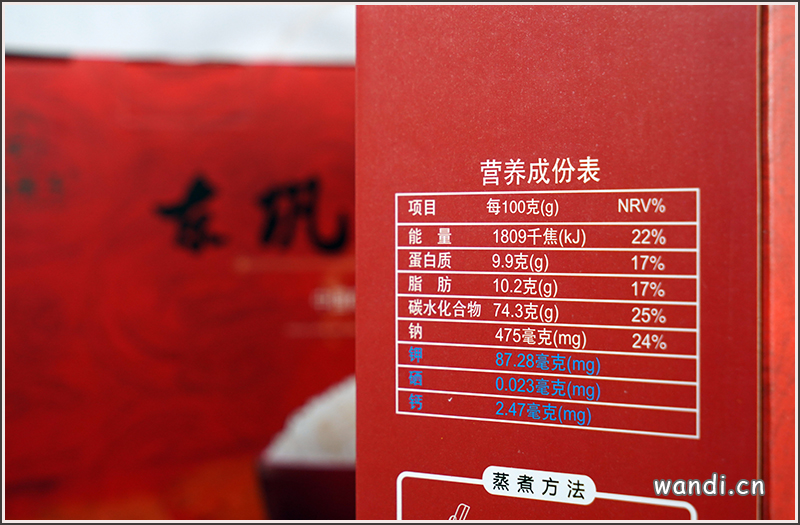 东巩
营养成份表
项目 每100克(g) NRV%
能 量 1809千焦(kJ) 22%
蛋白质 9.9克(g) 17%
脂 肪 10.2克(g) 17%
碳水化合物 74.3克(g) 25%
钠 475毫克(mg) 24%
钾 87.28毫克(mg)
硒 0.023毫克(mg)
钙 2.47毫克(mg)
蒸煮方法
wandi.cn